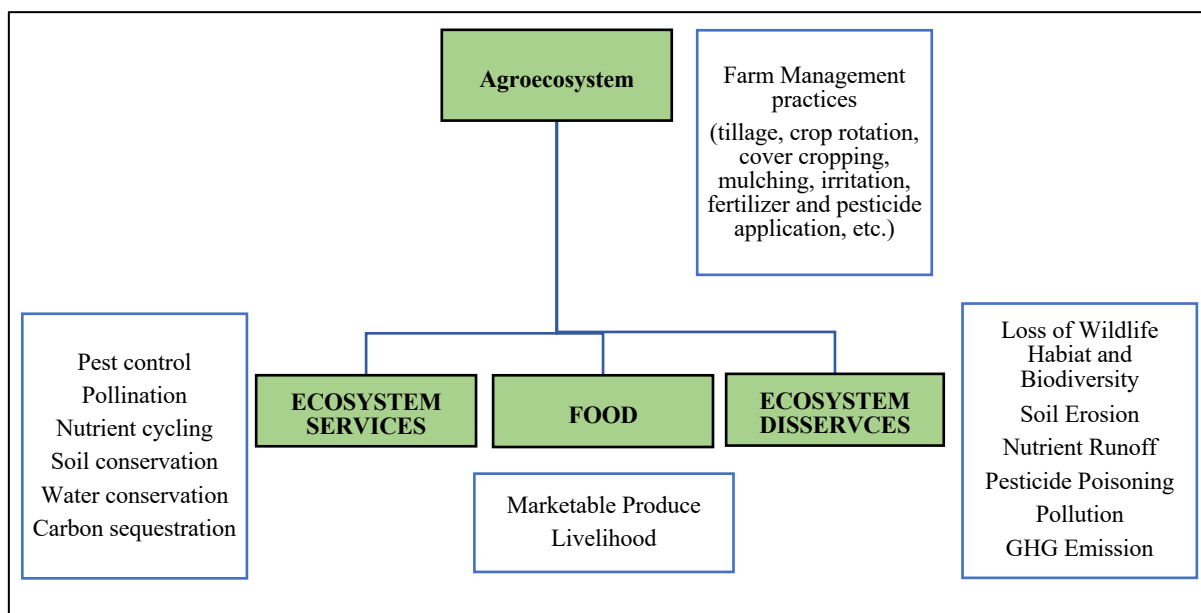 Agroecosystem
Farm Management
practices
(tillage, crop rotation,
cover cropping,
mulching, irritation,
fertilizer and pesticide
application, etc.)
Pest control
Pollination
Nutrient cycling
Soil conservation
Water conservation
Carbon sequestration
ECOSYSTEM
SERVICES
FOOD
ECOSYSTEM
DISSERVCES
Marketable Produce
Livelihood
Loss of Wildlife
Habiat and
Biodiversity
Soil Erosion
Nutrient Runoff
Pesticide Poisoning
Pollution
GHG Emission